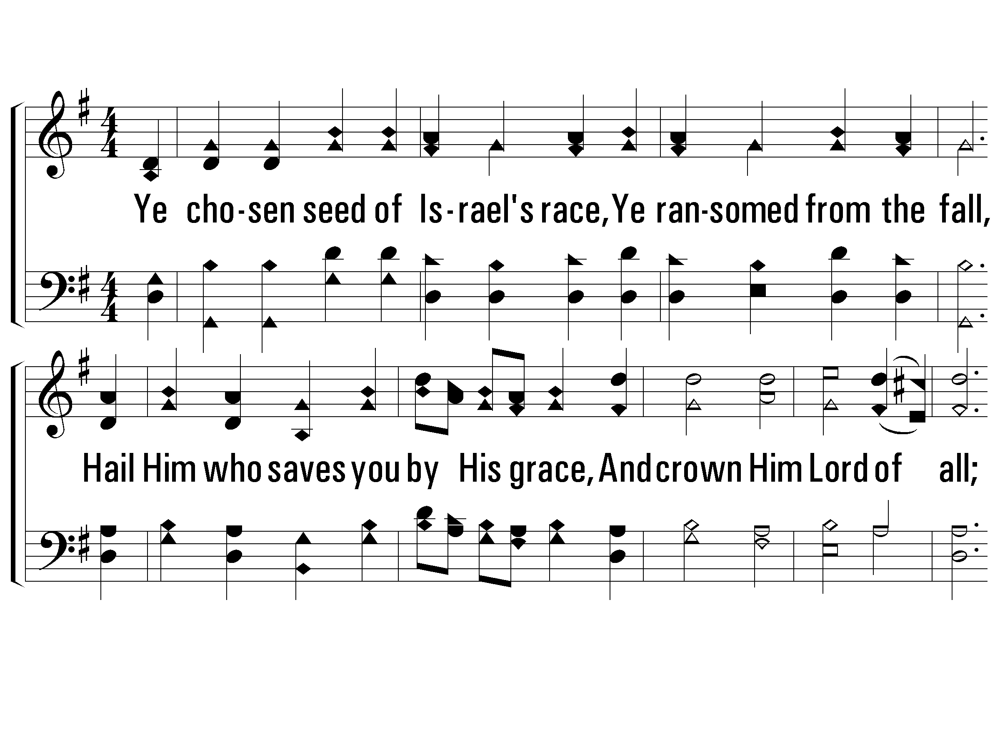 Ye cho-sen seed of Is-rael's race, Ye ran-somed from the fall,
Hail Him who saves you by His grace, And crown Him Lord of all;